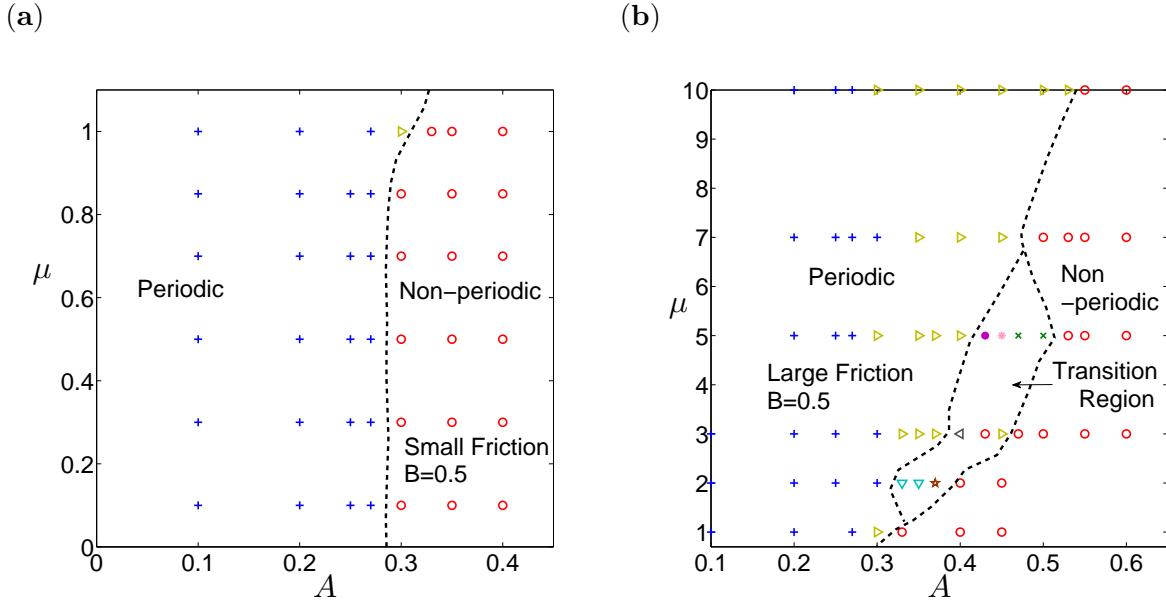 (a)
1
0.8
0.6
0.4
0.2
0
μ
Periodic
Non−periodic
Small Friction
B=0.5
0
0.1
0.2
0.3
0.4
A
(b)
10
9
8
7
6
5
4
3
2
1
μ
Periodic
Non
−periodic
Large Friction
B=0.5
Transition
Region
0.1
0.2
0.3
0.4
0.5
0.6
A